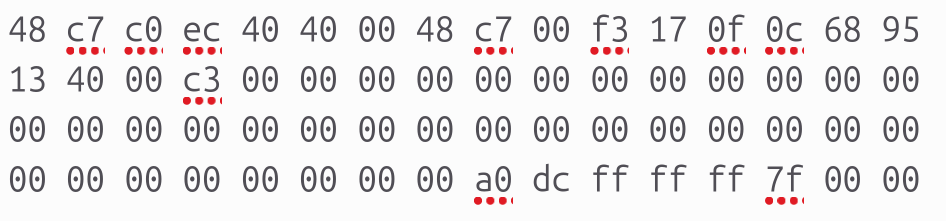 48 c7 c0 ec 40 40 00 48 c7 00 f3 17 0f 0c 68 95
13 40 00 c3 00 00 00 00 00 00 00 00 00 00 00 00
00 00 00 00 00 00 00 00 00 00 00 00 00 00 00 00
00 00 00 00 00 00 00 00 a0 dc ff ff ff 7f 00 00